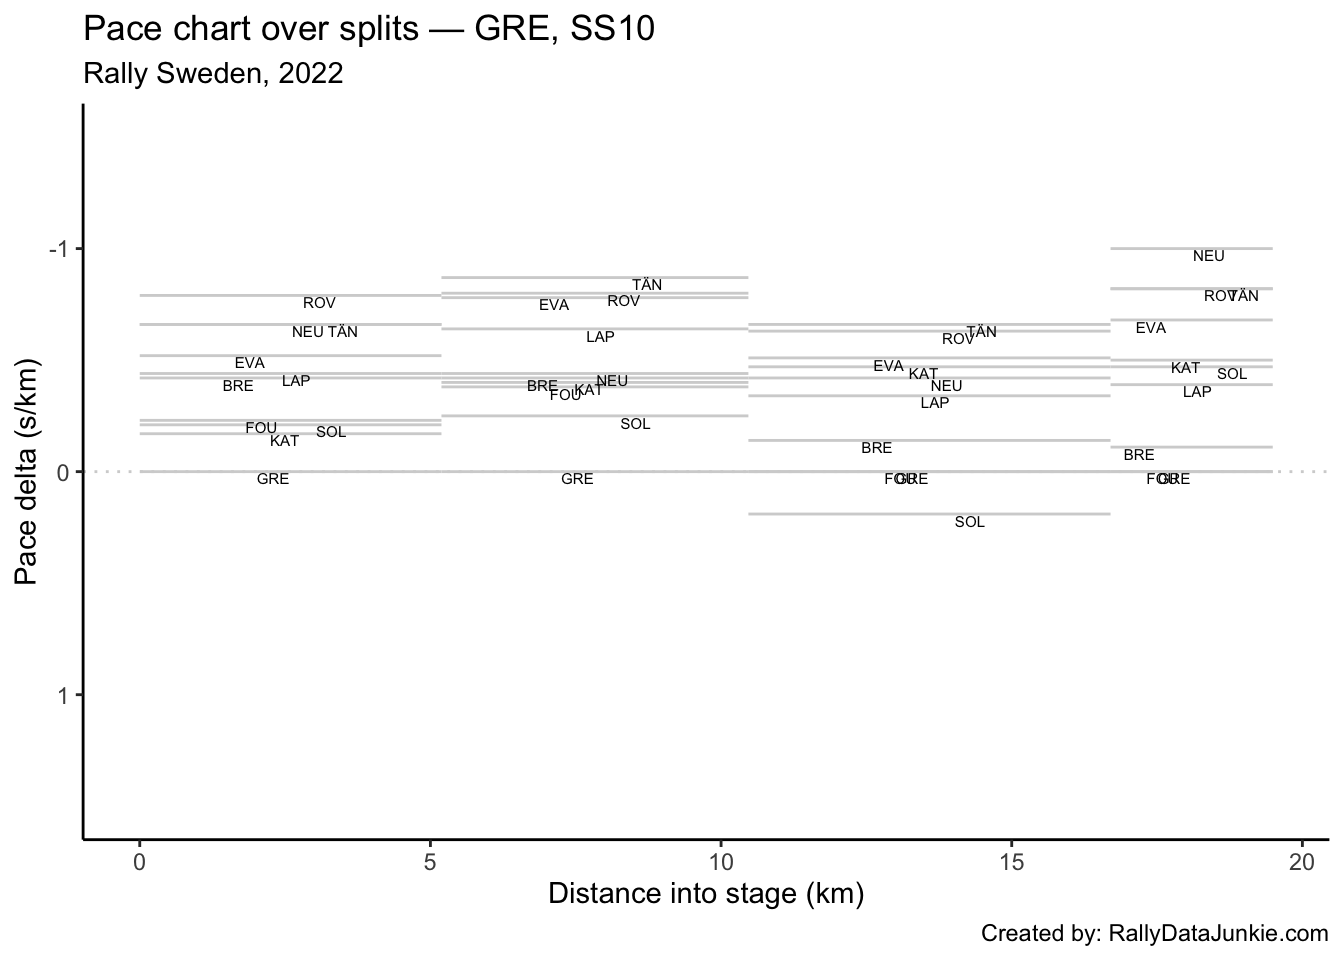 Pace chart over splits — GRE, SS10
Rally Sweden, 2022
Pace delta (s/km)
-1
0
1
ROV
NEU TÄN
EVA
BRE
LAP
FOU
SOL
KAT
GRE
TÄN
EVA
ROV
LAP
BRE
NEU
KAT
FOU
SOL
GRE
TÄN
ROV
EVA
KAT
NEU
LAP
BRE
FOU
GRE
SOL
NEU
ROV
TÄN
EVA
KAT
SOL
LAP
BRE
FOU
GRE
0 5 10 15 20
Distance into stage (km)
Created by: RallyDataJunkie.com